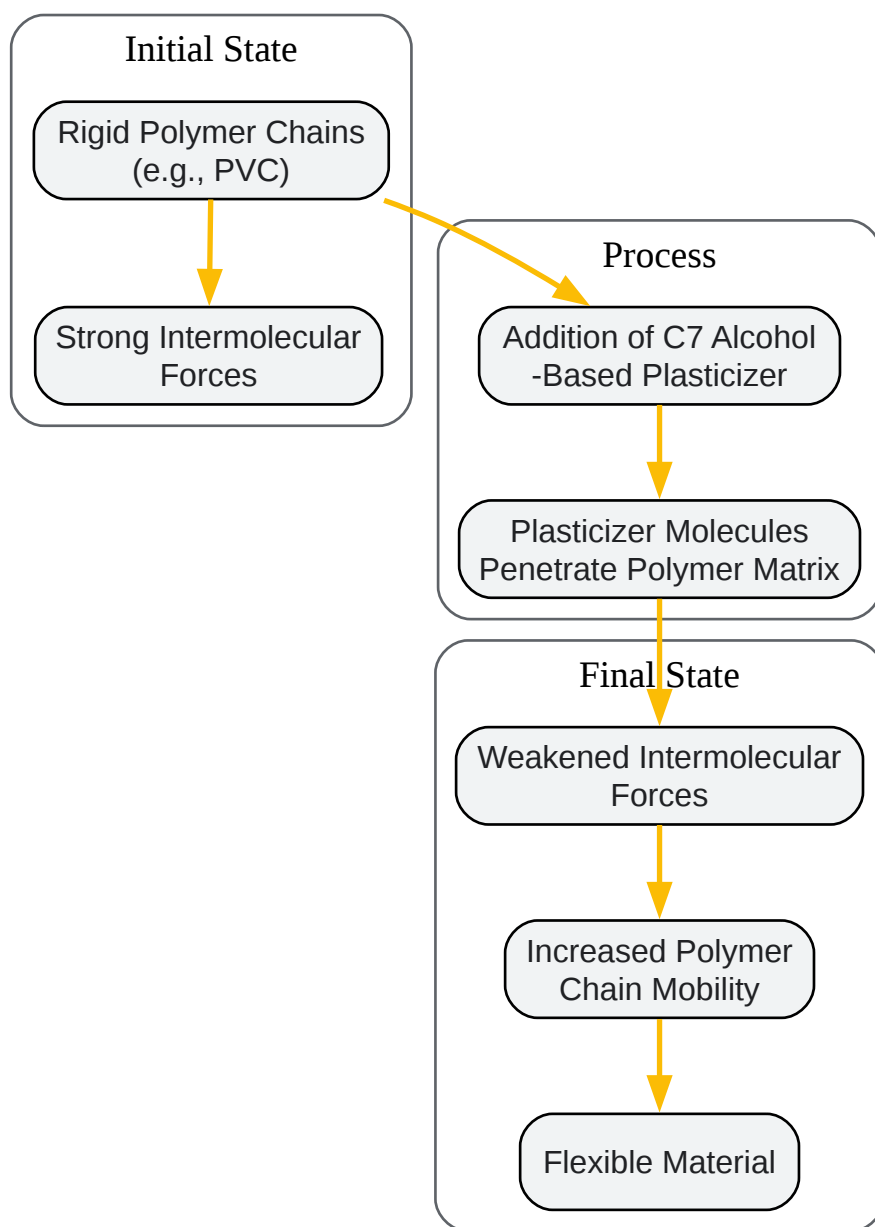 Initial State
Rigid Polymer Chains
(e.g., PVC)
Strong Intermolecular
Forces
Process
Addition of C7 Alcohol
-Based Plasticizer
Plasticizer Molecules
Penetrate Polymer Matrix
Final State
Weakened Intermolecular
Forces
Increased Polymer
Chain Mobility
Flexible Material